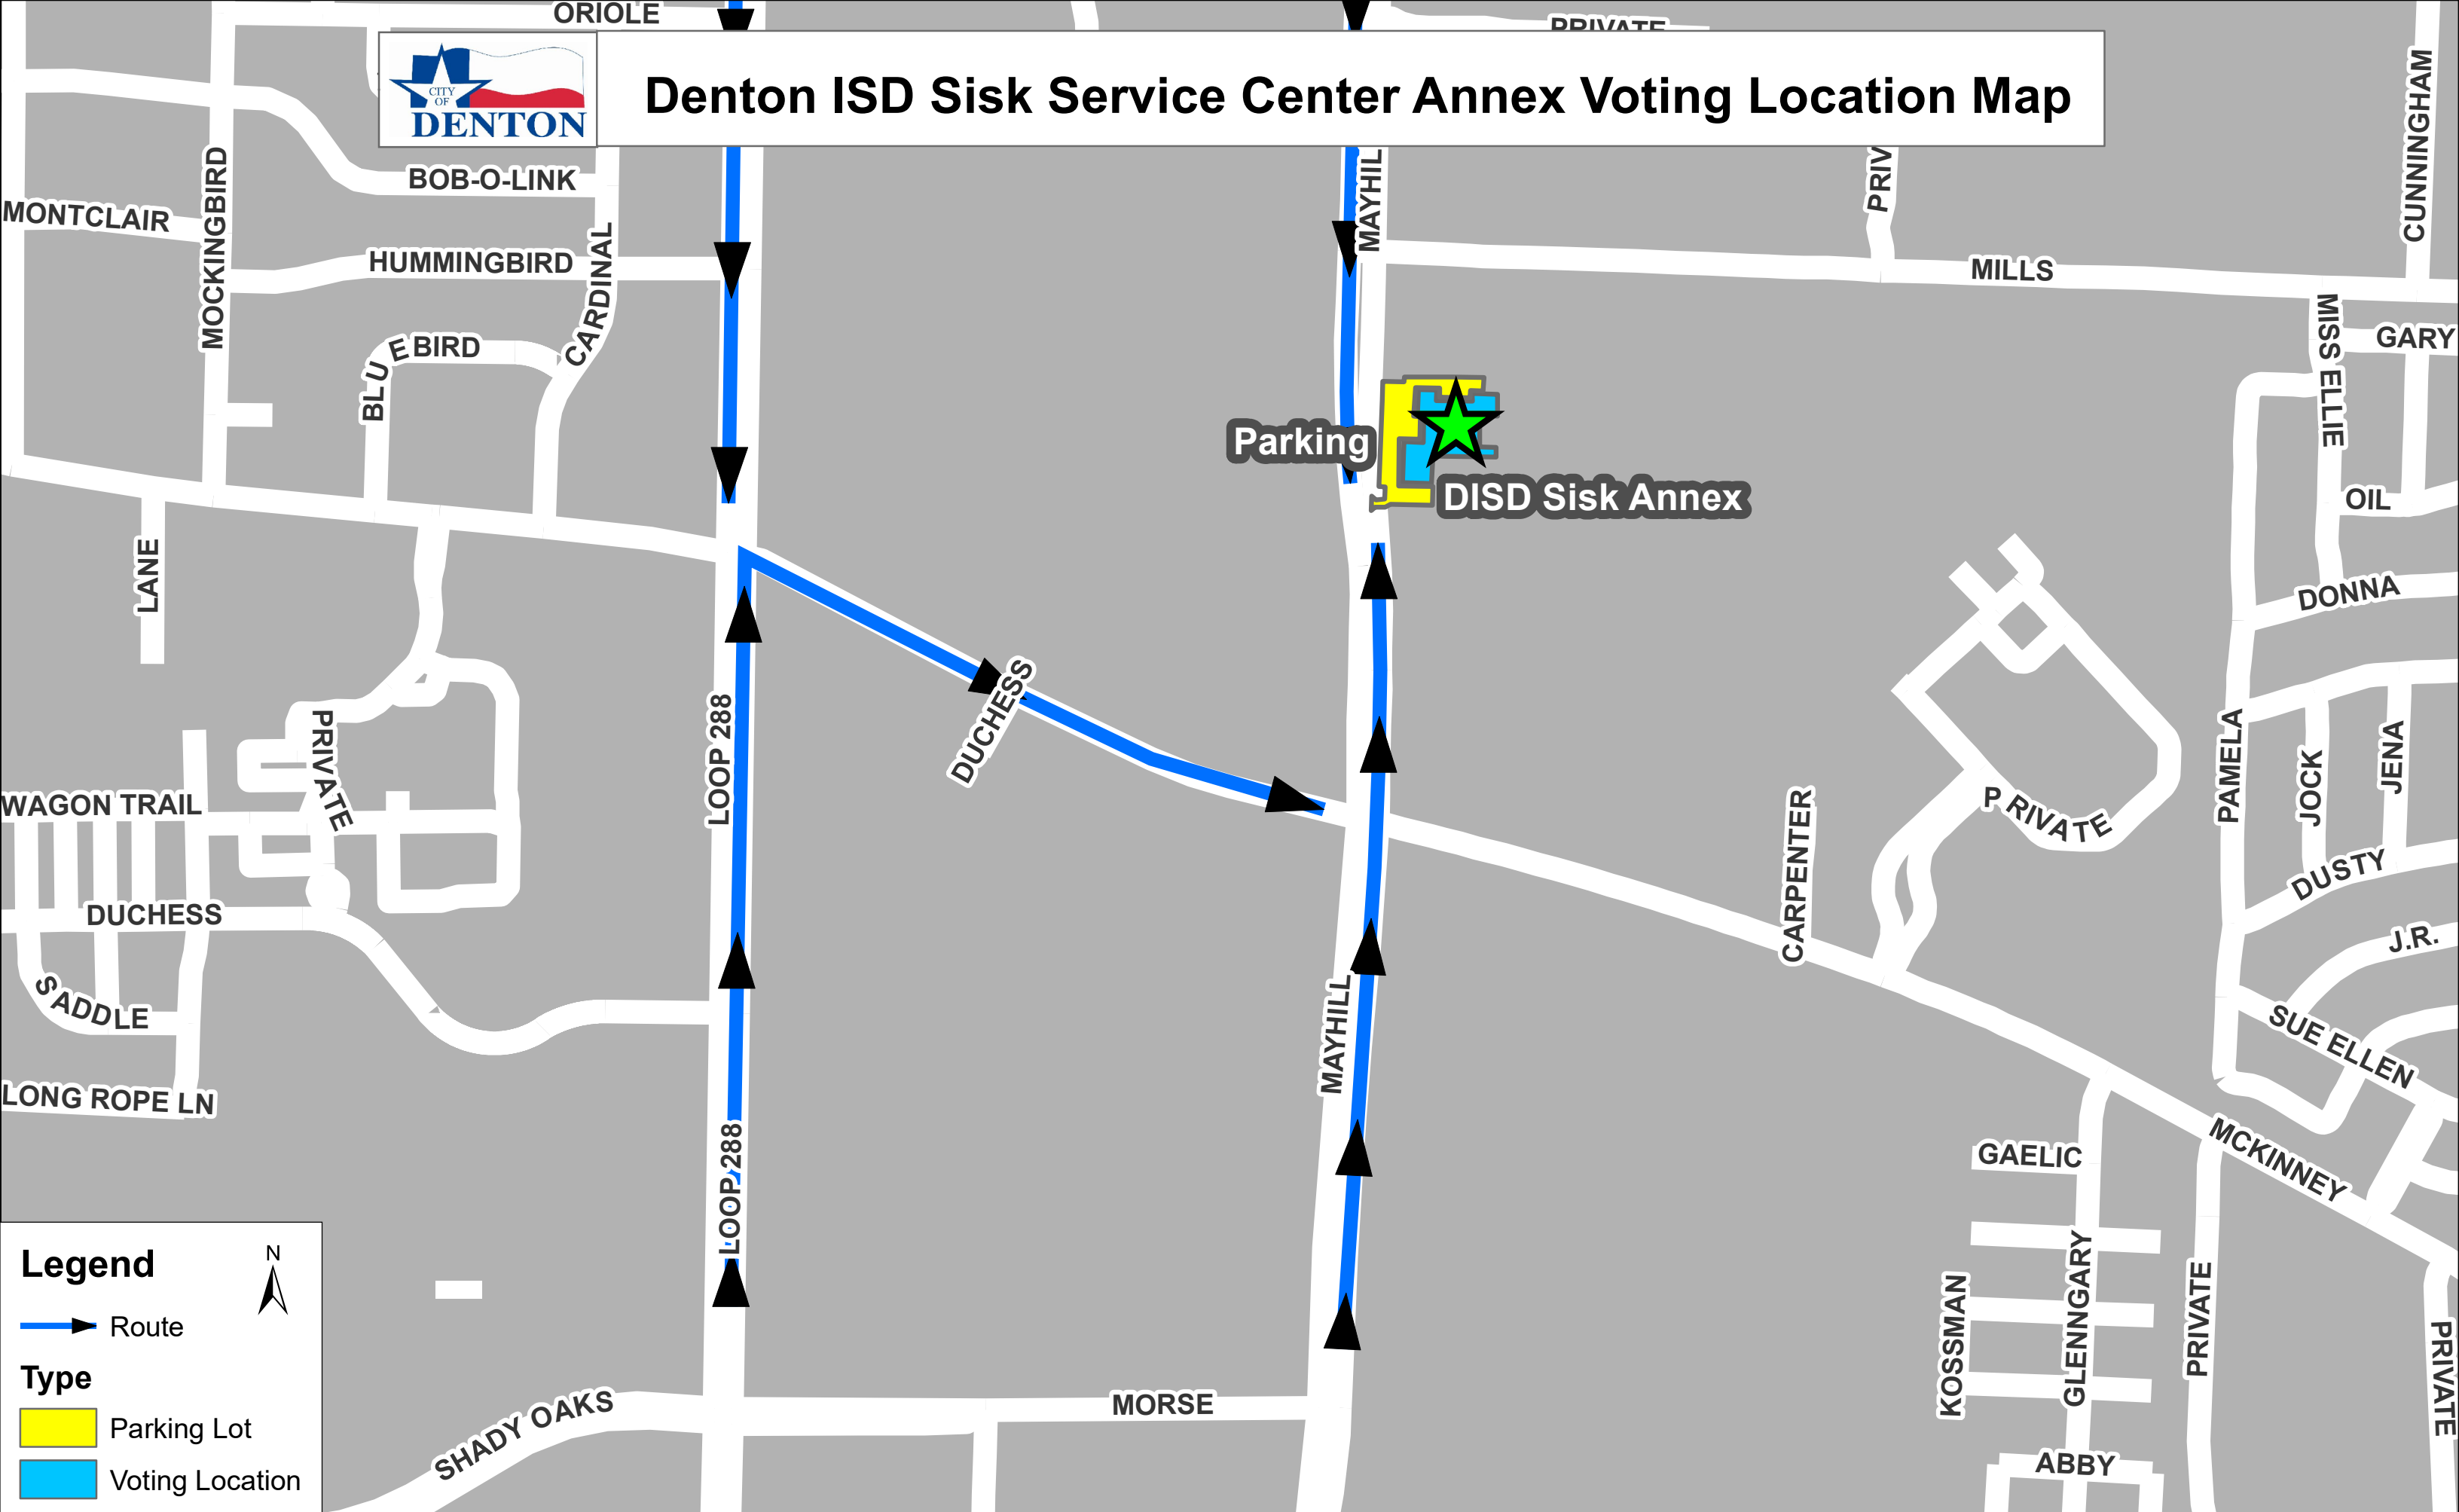 ORIOLE
PRIVATE
CITY
OF
DENTON
Denton ISD Sisk Service Center Annex Voting Location Map
CUNNINGHAM
MOCKINGBIRD
BOB-O-LINK
MAYHIL
PRIV
MONTCLAIR
HUMMINGBIRD
CARDINAL
MILLS
MISS ELLIE
GARY
BLUEBIRD
Parking
DISD Sisk Annex
OIL
LANE
DONNA
DUCHESS
LOOP 288
PRIVATE
WAGON TRAIL
CARPENTER
PRIVATE
PAMELA
JOCK
JENA
DUSTY
DUCHESS
J.R.
SADDLE
MAYHILL
SUE ELLEN
LONG ROPE LN
LOOP 288
GAELIC
MCKINNEY
KOSSMAN
GLENNGARY
PRIVATE
PRIVATE
SHADY OAKS
MORSE
ABBY
Legend
N
Route
Type
Parking Lot
Voting Location